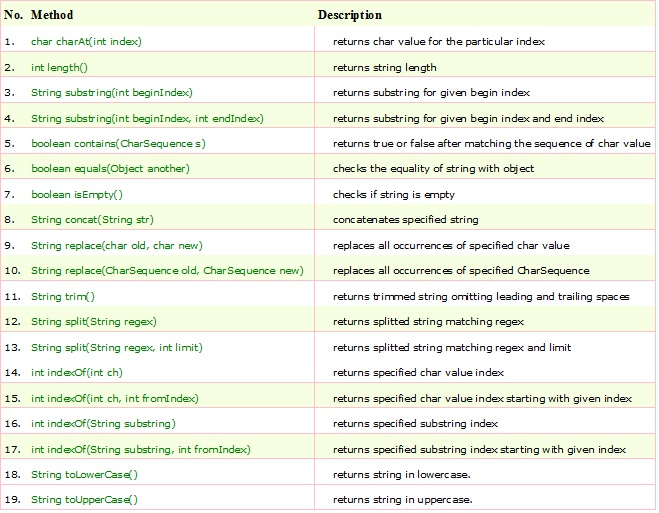 No. Method Description
1. char charAt(int index) returns char value for the particular index
2. int length() returns string length
3. String substring(int beginIndex) returns substring for given begin index
4. String substring(int beginIndex, int endIndex) returns substring for given begin index and end index
5. boolean contains(CharSequence s) returns true or false after matching the sequence of char value
6. boolean equals(Object another) checks the equality of string with object
7. boolean isEmpty() checks if string is empty
8. String concat(String str) concatenates specified string
9. String replace(char old, char new) replaces all occurrences of specified char value
10. String replace(CharSequence old, CharSequence new) replaces all occurrences of specified CharSequence
11. String trim() returns trimmed string omitting leading and trailing spaces
12. String split(String regex) returns splitted string matching regex
13. String split(String regex, int limit) returns splitted string matching regex and limit
14. int indexOf(int ch) returns specified char value index
15. int indexOf(int ch, int fromIndex) returns specified char value index starting with given index
16. int indexOf(String substring) returns specified substring index
17. int indexOf(String substring, int fromIndex) returns specified substring index starting with given index
18. String toLowerCase() returns string in lowercase.
19. String toUpperCase() returns string in uppercase.